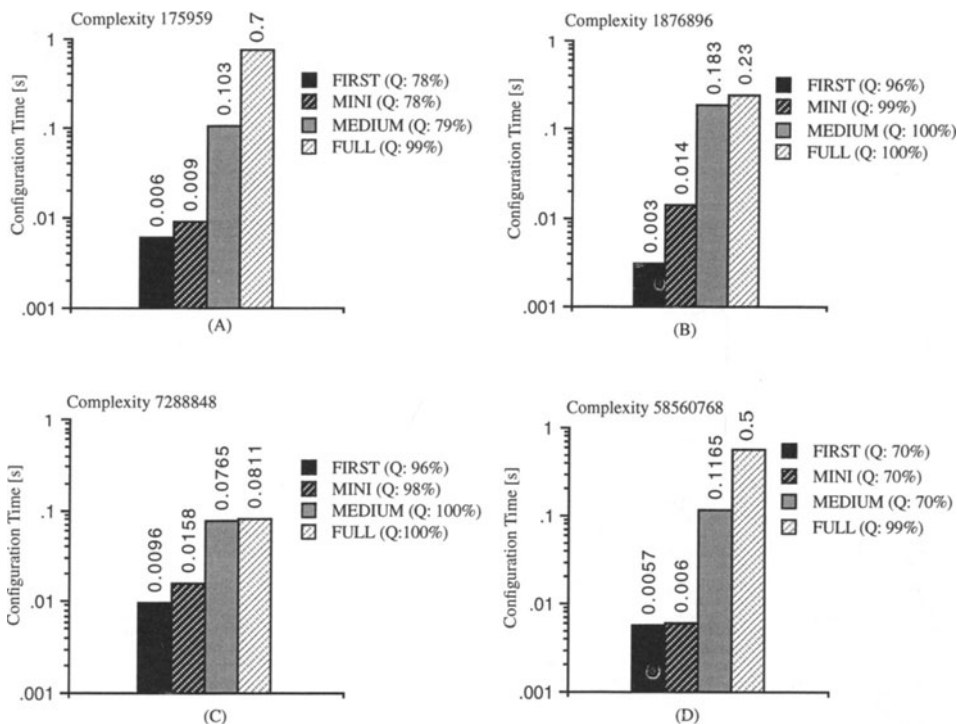 Complexity 175959
Configuration Time [s]
1
.1
.01
.001
0.006
0.009
0.103
0.7
FIRST (Q: 78%)
MINI (Q: 78%)
MEDIUM (Q: 79%)
FULL (Q: 99%)
(A)
Complexity 1876896
Configuration Time [s]
1
.1
.01
.001
0.003
0.014
0.183
0.23
FIRST (Q: 96%)
MINI (Q: 99%)
MEDIUM (Q: 100%)
FULL (Q: 100%)
(B)
Complexity 7288848
Configuration Time [s]
1
.1
.01
.001
0.0096
0.0158
0.0765
0.0811
FIRST (Q: 96%)
MINI (Q: 98%)
MEDIUM (Q: 100%)
FULL (Q:100%)
(C)
Complexity 58560768
Configuration Time [s]
1
.1
.01
.001
0.0057
0.006
0.1165
0.5
FIRST (Q: 70%)
MINI (Q: 70%)
MEDIUM (Q: 70%)
FULL (Q: 99%)
(D)